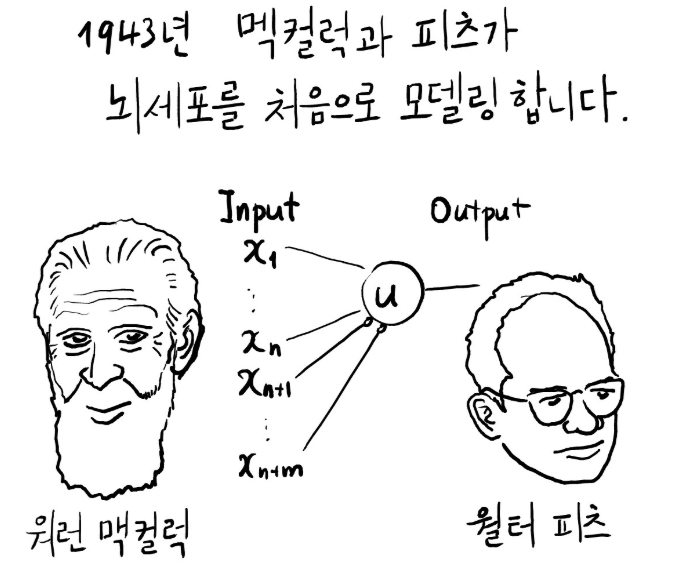 1943년 멕컬럭과 피츠가
뇌세포를 처음으로 모델링 합니다.
Input
Output
x₁
u
xₙ
xₙ₊₁
xₙ₊ₘ
워런 맥컬럭
월터 피츠